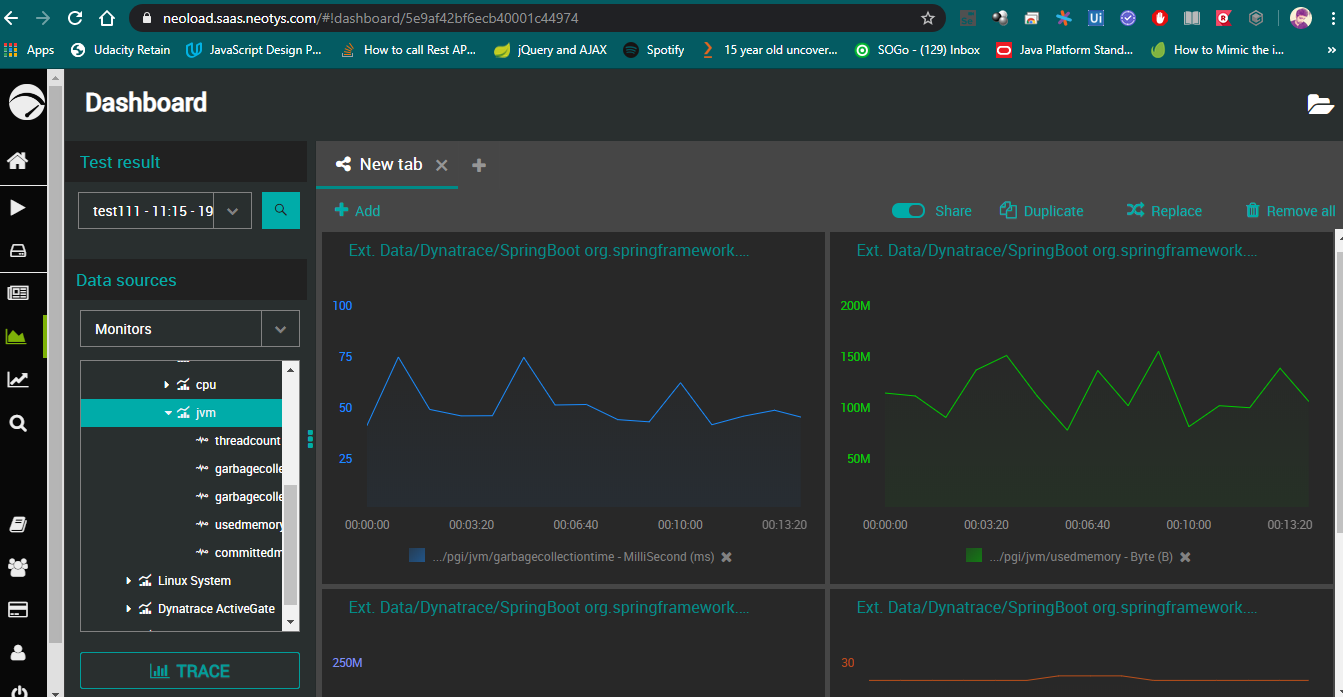 neoload.saas.neotys.com/#!dashboard/5e9af42bf6ecb40001c44974
Apps Udacity Retain JavaScript Design P... How to call Rest AP... jQuery and AJAX Spotify 15 year old uncover... SOGo - (129) Inbox Java Platform Stand... How to Mimic the i... »
Dashboard
Test result
test111 - 11:15 - 19
Data sources
Monitors
cpu
jvm
threadcount
garbagecolle
garbagecolle
usedmemory
committedm
Linux System
Dynatrace ActiveGate
TRACE
New tab
Add
Share Duplicate Replace Remove all
Ext. Data/Dynatrace/SpringBoot org.springframework....
100
75
50
25
00:00:00 00:03:20 00:06:40 00:10:00 00:13:20
.../pgi/jvm/garbagecollectiontime - MilliSecond (ms)
Ext. Data/Dynatrace/SpringBoot org.springframework....
200M
150M
100M
50M
00:00:00 00:03:20 00:06:40 00:10:00 00:13:20
.../pgi/jvm/usedmemory - Byte (B)
Ext. Data/Dynatrace/SpringBoot org.springframework....
250M
Ext. Data/Dynatrace/SpringBoot org.springframework....
30